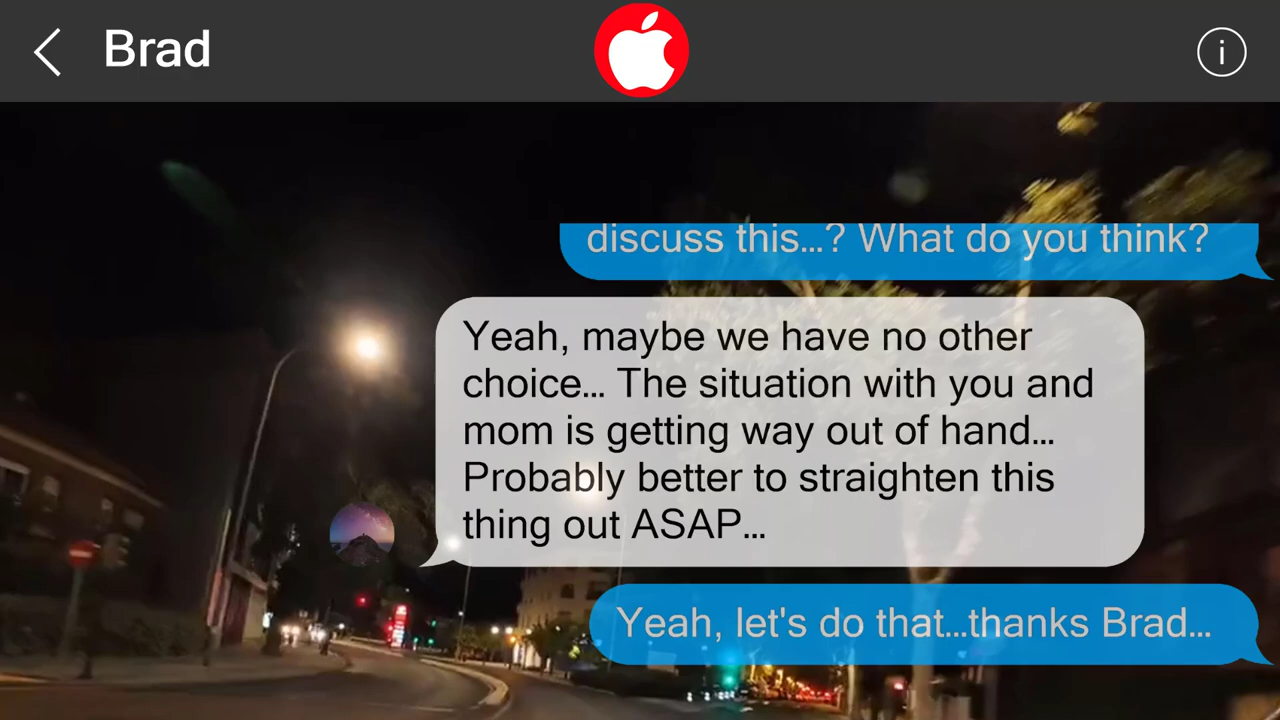 Brad
i
discuss this...? What do you think?
Yeah, maybe we have no other
choice... The situation with you and
mom is getting way out of hand...
Probably better to straighten this
thing out ASAP...
Yeah, let's do that...thanks Brad...